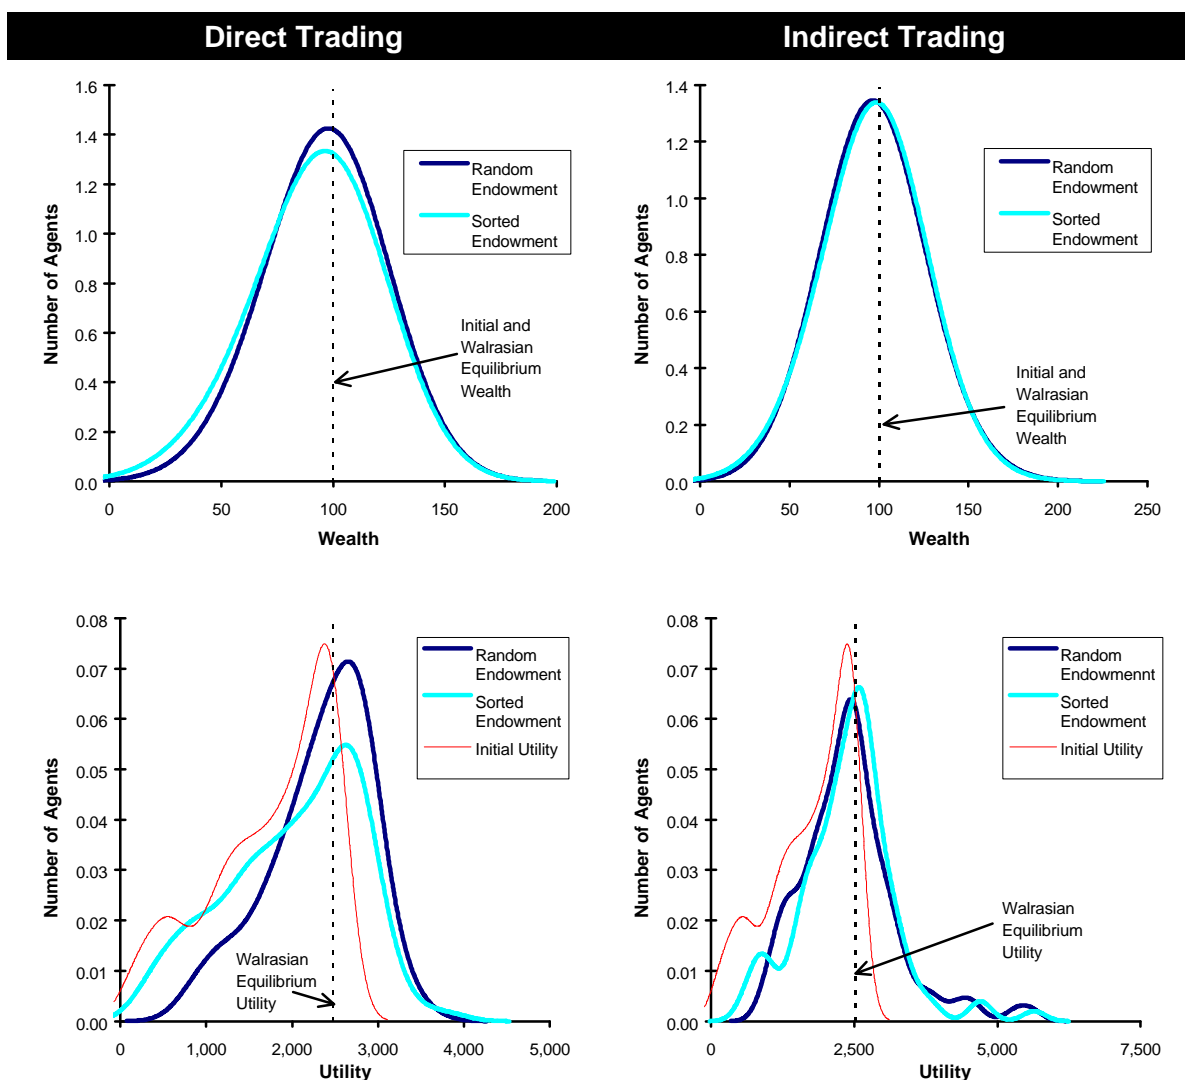 Direct Trading
Indirect Trading
1.6
1.4
1.2
1.0
0.8
0.6
0.4
0.2
0.0
Number of Agents
0
50
100
150
200
Wealth
Random
Endowment
Sorted
Endowment
Initial and
Walrasian
Equilibrium
Wealth
1.4
1.2
1.0
0.8
0.6
0.4
0.2
0.0
Number of Agents
0
50
100
150
200
250
Wealth
Random
Endowment
Sorted
Endowment
Initial and
Walrasian
Equilibrium
Wealth
0.08
0.07
0.06
0.05
0.04
0.03
0.02
0.01
0.00
Number of Agents
0
1,000
2,000
3,000
4,000
5,000
Utility
Random
Endowment
Sorted
Endowment
Initial Utility
Walrasian
Equilibrium
Utility
0.08
0.07
0.06
0.05
0.04
0.03
0.02
0.01
0.00
Number of Agents
0
2,500
5,000
7,500
Utility
Random
Endowmennt
Sorted
Endowment
Initial Utility
Walrasian
Equilibrium
Utility